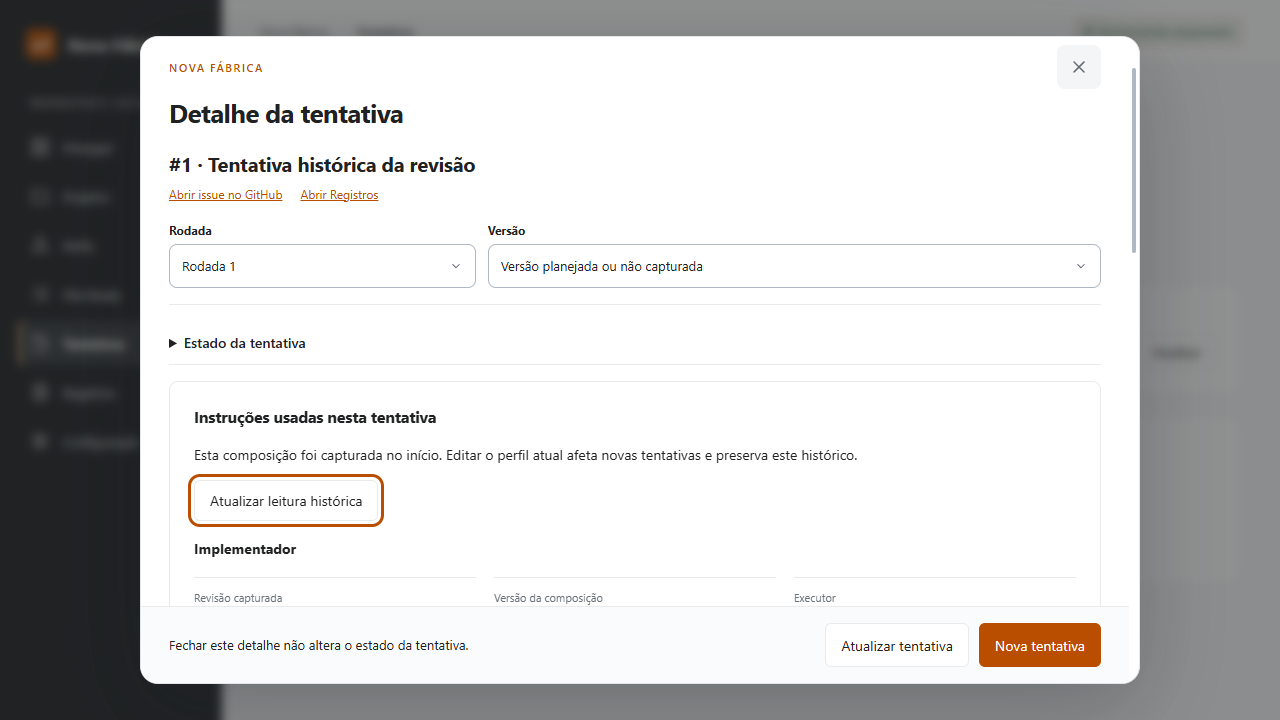 NOVA FÁBRICA
Detalhe da tentativa
#1 · Tentativa histórica da revisão
Abrir issue no GitHub Abrir Registros
Rodada Versão
Rodada 1 Versão planejada ou não capturada
Estado da tentativa
Instruções usadas nesta tentativa
Esta composição foi capturada no início. Editar o perfil atual afeta novas tentativas e preserva este histórico.
Atualizar leitura histórica
Implementador
Revisão capturada Versão da composição Executor
Fechar este detalhe não altera o estado da tentativa. Atualizar tentativa Nova tentativa